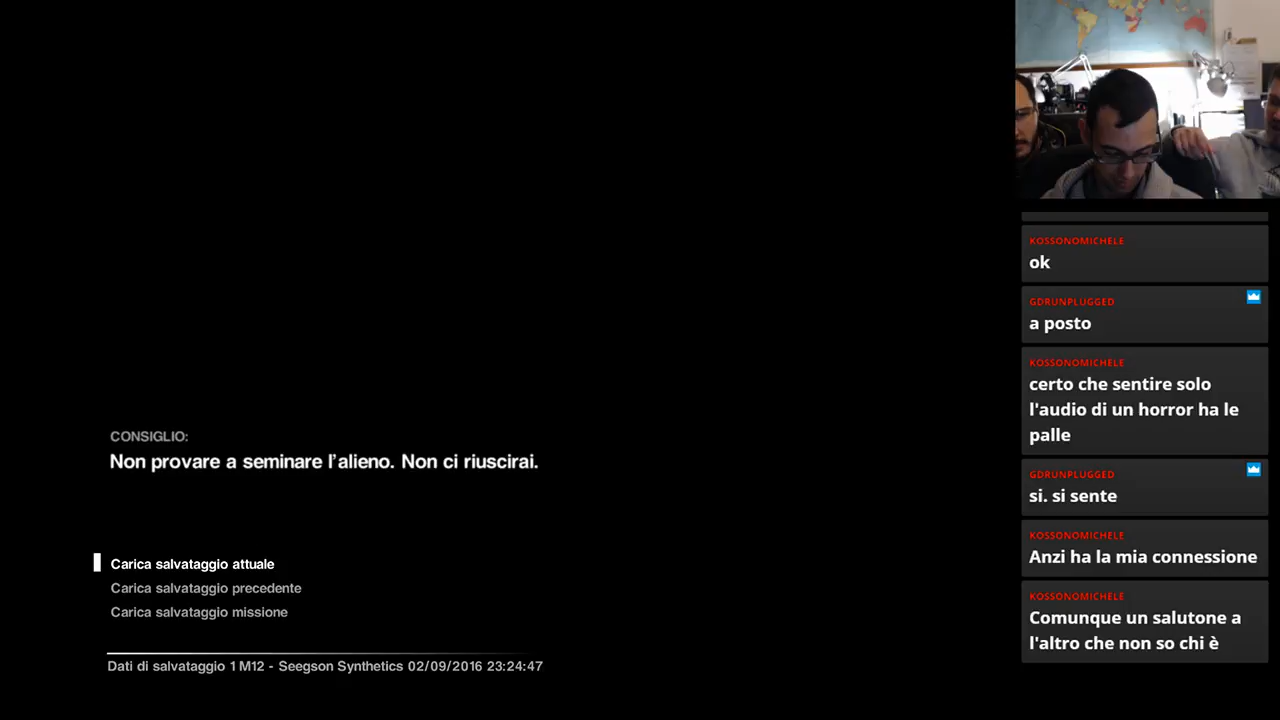 CONSIGLIO:
Non provare a seminare l'alieno. Non ci riuscirai.
Carica salvataggio attuale
Carica salvataggio precedente
Carica salvataggio missione
Dati di salvataggio 1 M12 - Seegson Synthetics 02/09/2016 23:24:47
KOSSONOMICHELE
ok
GDRUNPLUGGED
a posto
KOSSONOMICHELE
certo che sentire solo
l'audio di un horror ha le
palle
GDRUNPLUGGED
si. si sente
KOSSONOMICHELE
Anzi ha la mia connessione
KOSSONOMICHELE
Comunque un salutone a
l'altro che non so chi è